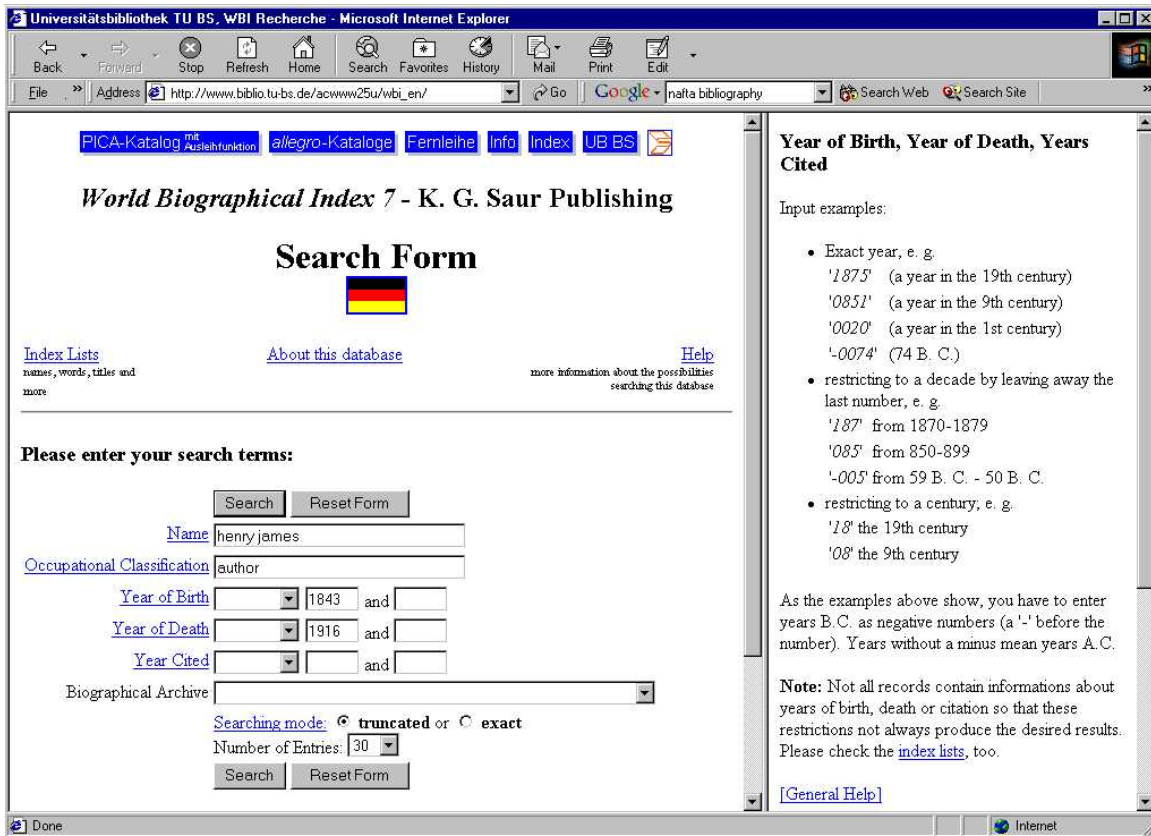 Universitätsbibliothek TU BS, WBI Recherche - Microsoft Internet Explorer
Back Forward Stop Refresh Home Search Favorites History Mail Print Edit
File » Address http://www.biblio.tu-bs.de/acwww25u/wbi_en/ Go Google nafta bibliography Search Web Search Site »
PICA-Katalog mit Ausleihfunktion allegro-Kataloge Fernleihe Info Index UB BS
World Biographical Index 7 - K. G. Saur Publishing
Search Form
Index Lists About this database Help
names, words, titles and
more
more information about the possibilities
searching this database
Please enter your search terms:
Search Reset Form
Name henry james
Occupational Classification author
Year of Birth 1843 and
Year of Death 1916 and
Year Cited and
Biographical Archive
Searching mode: truncated or exact
Number of Entries: 30
Search Reset Form
Year of Birth, Year of Death, Years
Cited
Input examples:
• Exact year, e. g.
'1875' (a year in the 19th century)
'0851' (a year in the 9th century)
'0020' (a year in the 1st century)
'-0074' (74 B. C.)
• restricting to a decade by leaving away the
last number, e. g.
'187' from 1870-1879
'085' from 850-899
'-005' from 59 B. C. - 50 B. C.
• restricting to a century; e. g.
'18' the 19th century
'08' the 9th century
As the examples above show, you have to enter
years B.C. as negative numbers (a '-' before the
number). Years without a minus mean years A.C.
Note: Not all records contain informations about
years of birth, death or citation so that these
restrictions not always produce the desired results.
Please check the index lists, too.
[General Help]
Done Internet